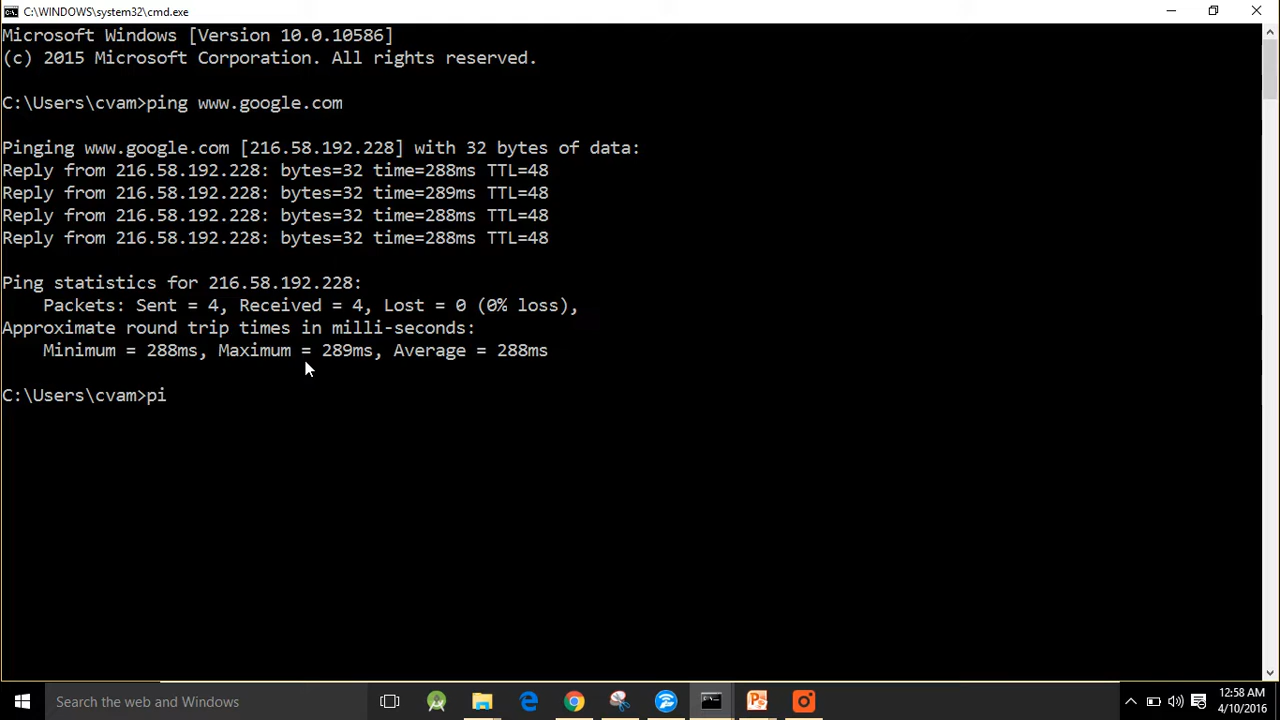 C:\WINDOWS\system32\cmd.exe
Microsoft Windows [Version 10.0.10586]
(c) 2015 Microsoft Corporation. All rights reserved.
C:\Users\cvam>ping www.google.com
Pinging www.google.com [216.58.192.228] with 32 bytes of data:
Reply from 216.58.192.228: bytes=32 time=288ms TTL=48
Reply from 216.58.192.228: bytes=32 time=289ms TTL=48
Reply from 216.58.192.228: bytes=32 time=288ms TTL=48
Reply from 216.58.192.228: bytes=32 time=288ms TTL=48
Ping statistics for 216.58.192.228:
Packets: Sent = 4, Received = 4, Lost = 0 (0% loss),
Approximate round trip times in milli-seconds:
Minimum = 288ms, Maximum = 289ms, Average = 288ms
C:\Users\cvam>pi
Search the web and Windows
12:58 AM
4/10/2016